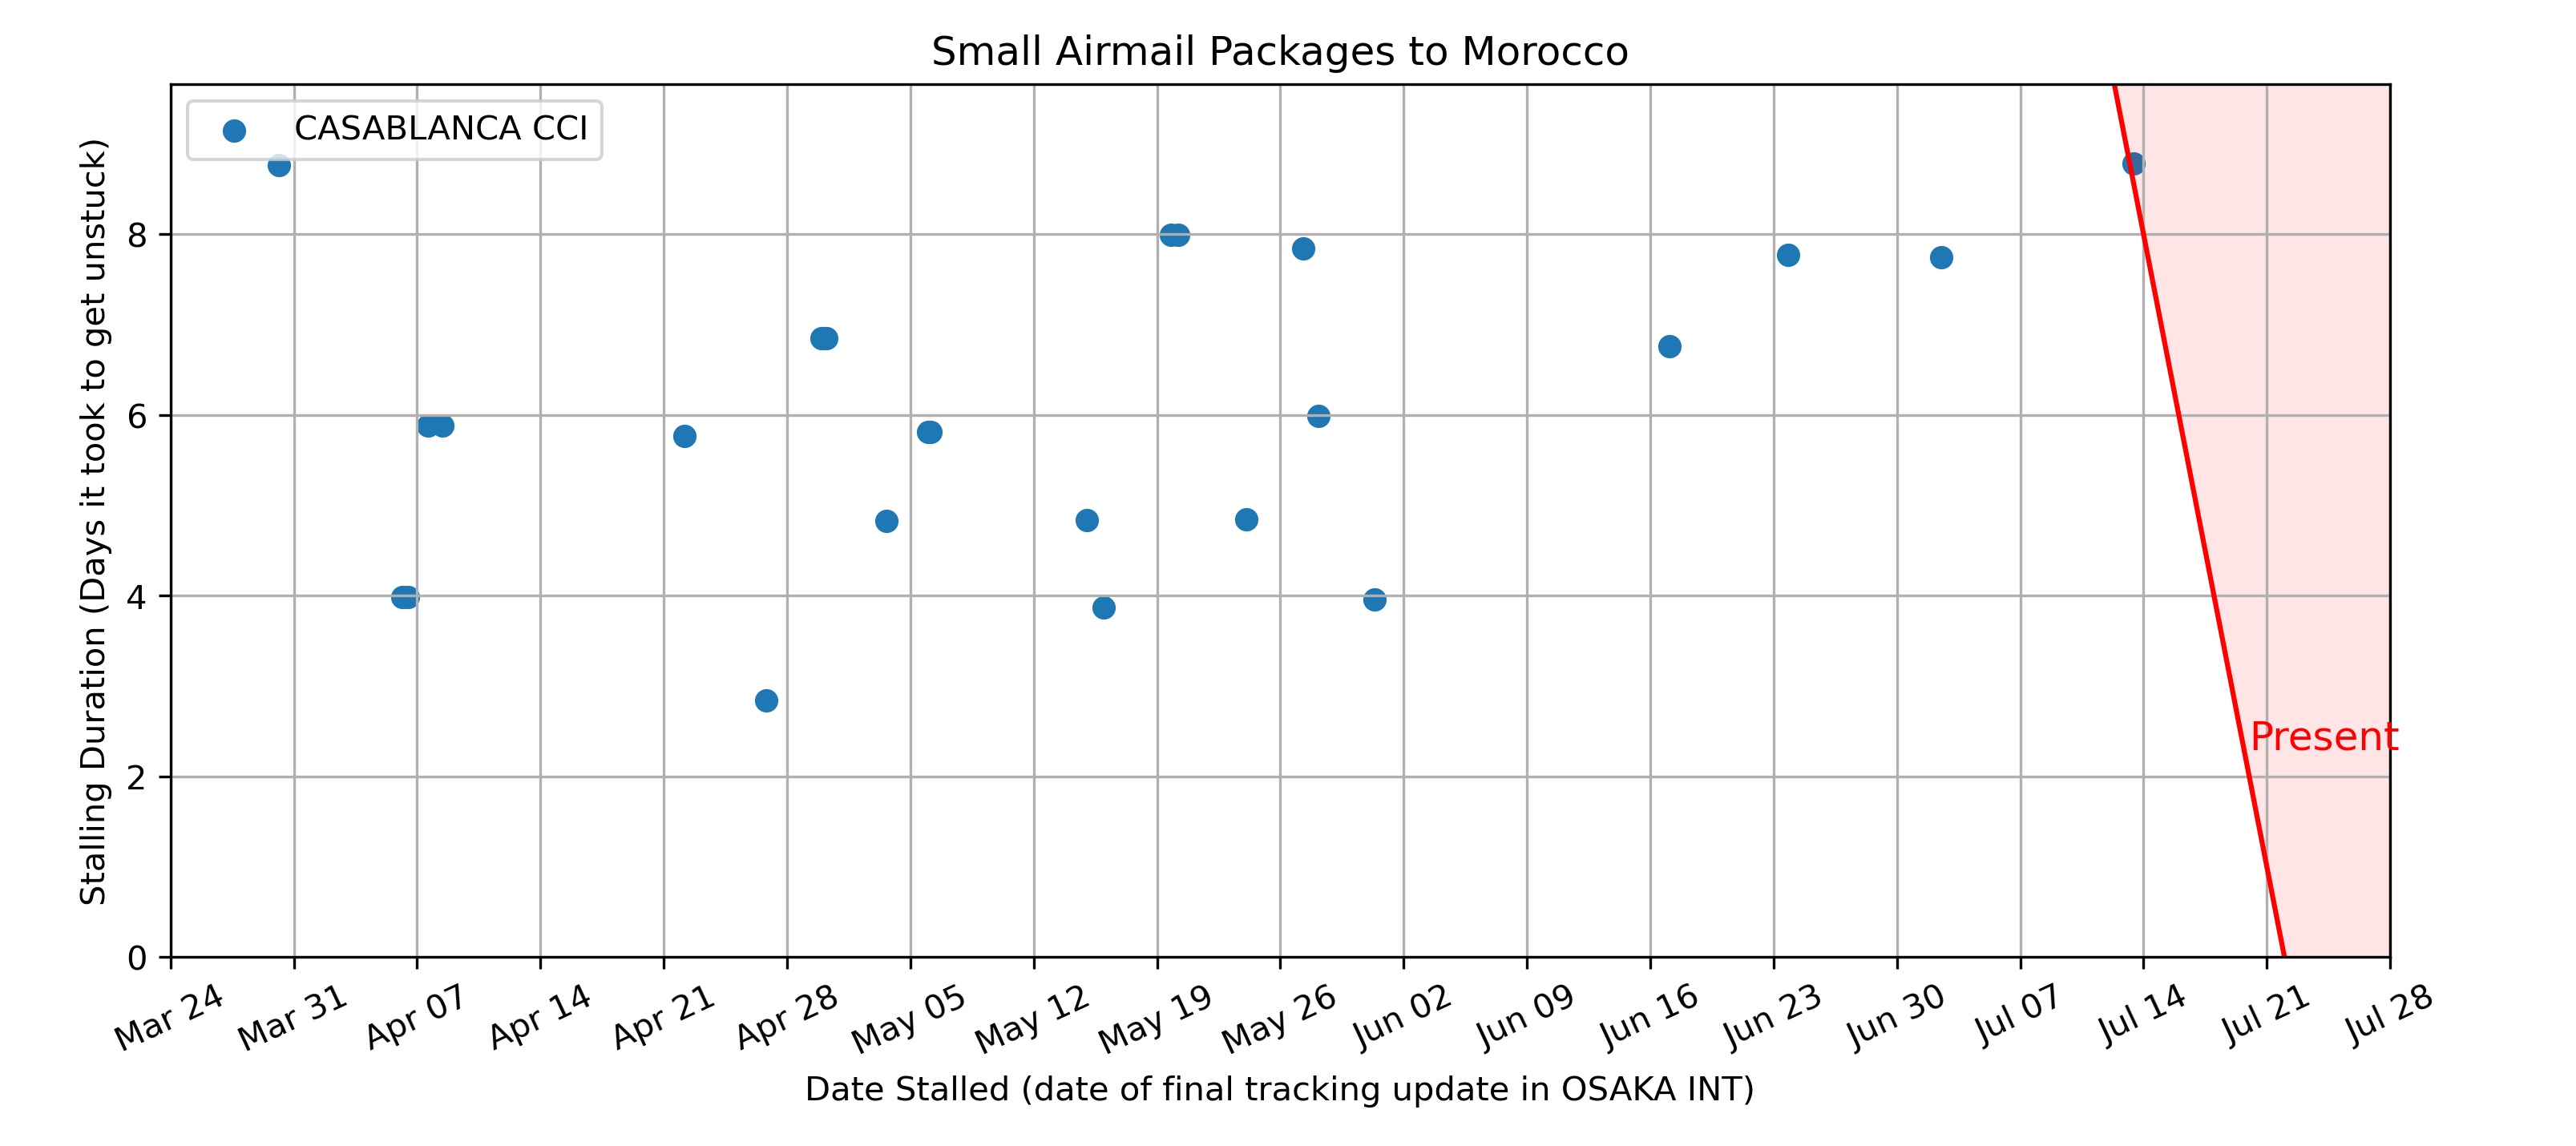 Small Airmail Packages to Morocco
CASABLANCA CCI
Stalling Duration (Days it took to get unstuck)
8
6
4
2
0
Present
Mar 24
Mar 31
Apr 07
Apr 14
Apr 21
Apr 28
May 05
May 12
May 19
May 26
Jun 02
Jun 09
Jun 16
Jun 23
Jun 30
Jul 07
Jul 14
Jul 21
Jul 28
Date Stalled (date of final tracking update in OSAKA INT)